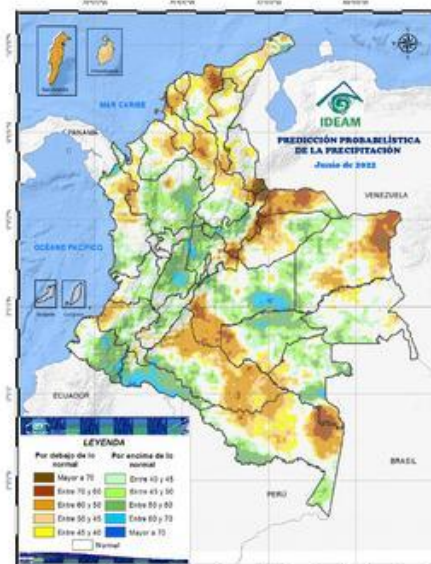 IDEAM
PREDICCIÓN PROBABILÍSTICA
DE LA PRECIPITACIÓN
Junio de 2022
MAR CARIBE
PANAMÁ
VENEZUELA
OCÉANO PACÍFICO
ECUADOR
BRASIL
PERÚ
LEYENDA
Por debajo de lo normal
Mayor a 70
Entre 70 y 60
Entre 60 y 50
Entre 50 y 45
Entre 45 y 40
Por encima de lo normal
Entre 40 y 45
Entre 45 y 50
Entre 50 y 60
Entre 60 y 70
Mayor a 70
Normal